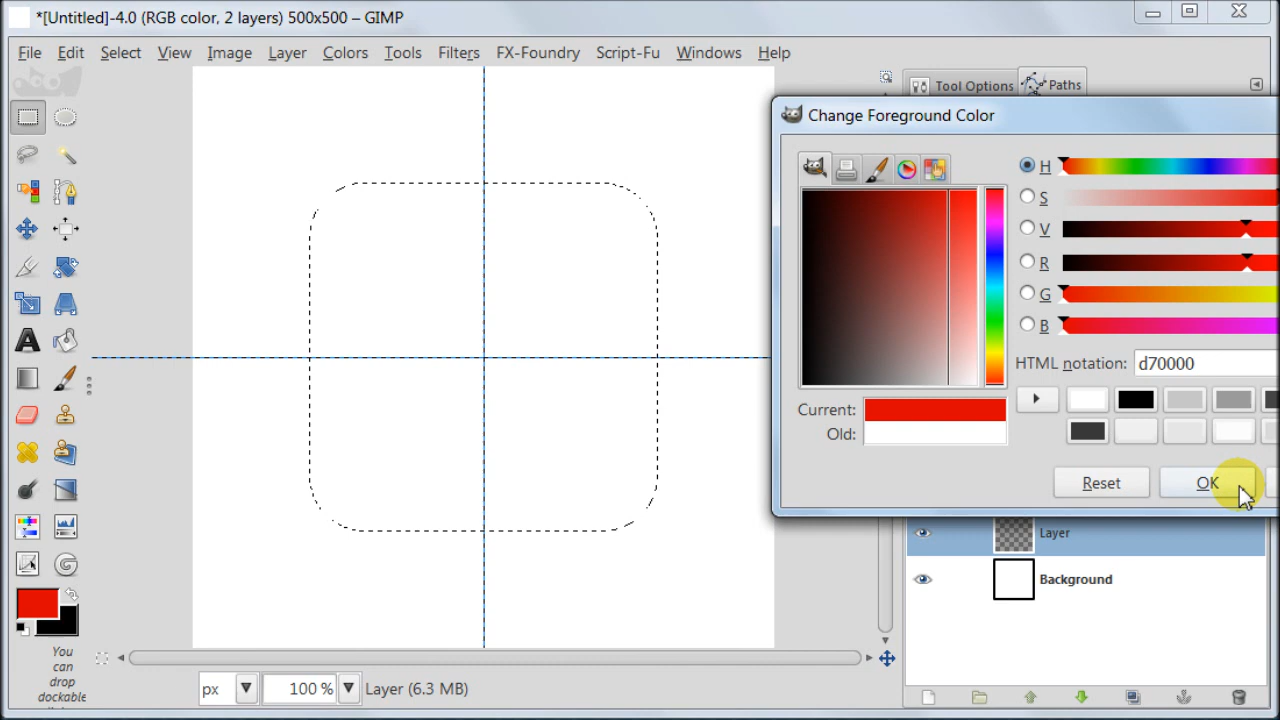 *[Untitled]-4.0 (RGB color, 2 layers) 500x500 – GIMP
File Edit Select View Image Layer Colors Tools Filters FX-Foundry Script-Fu Windows Help
Tool Options Paths
Change Foreground Color
H
S
V
R
G
B
HTML notation: d70000
Current:
Old:
Reset OK
Layer
Background
You
can
drop
dockable
px 100 % Layer (6.3 MB)